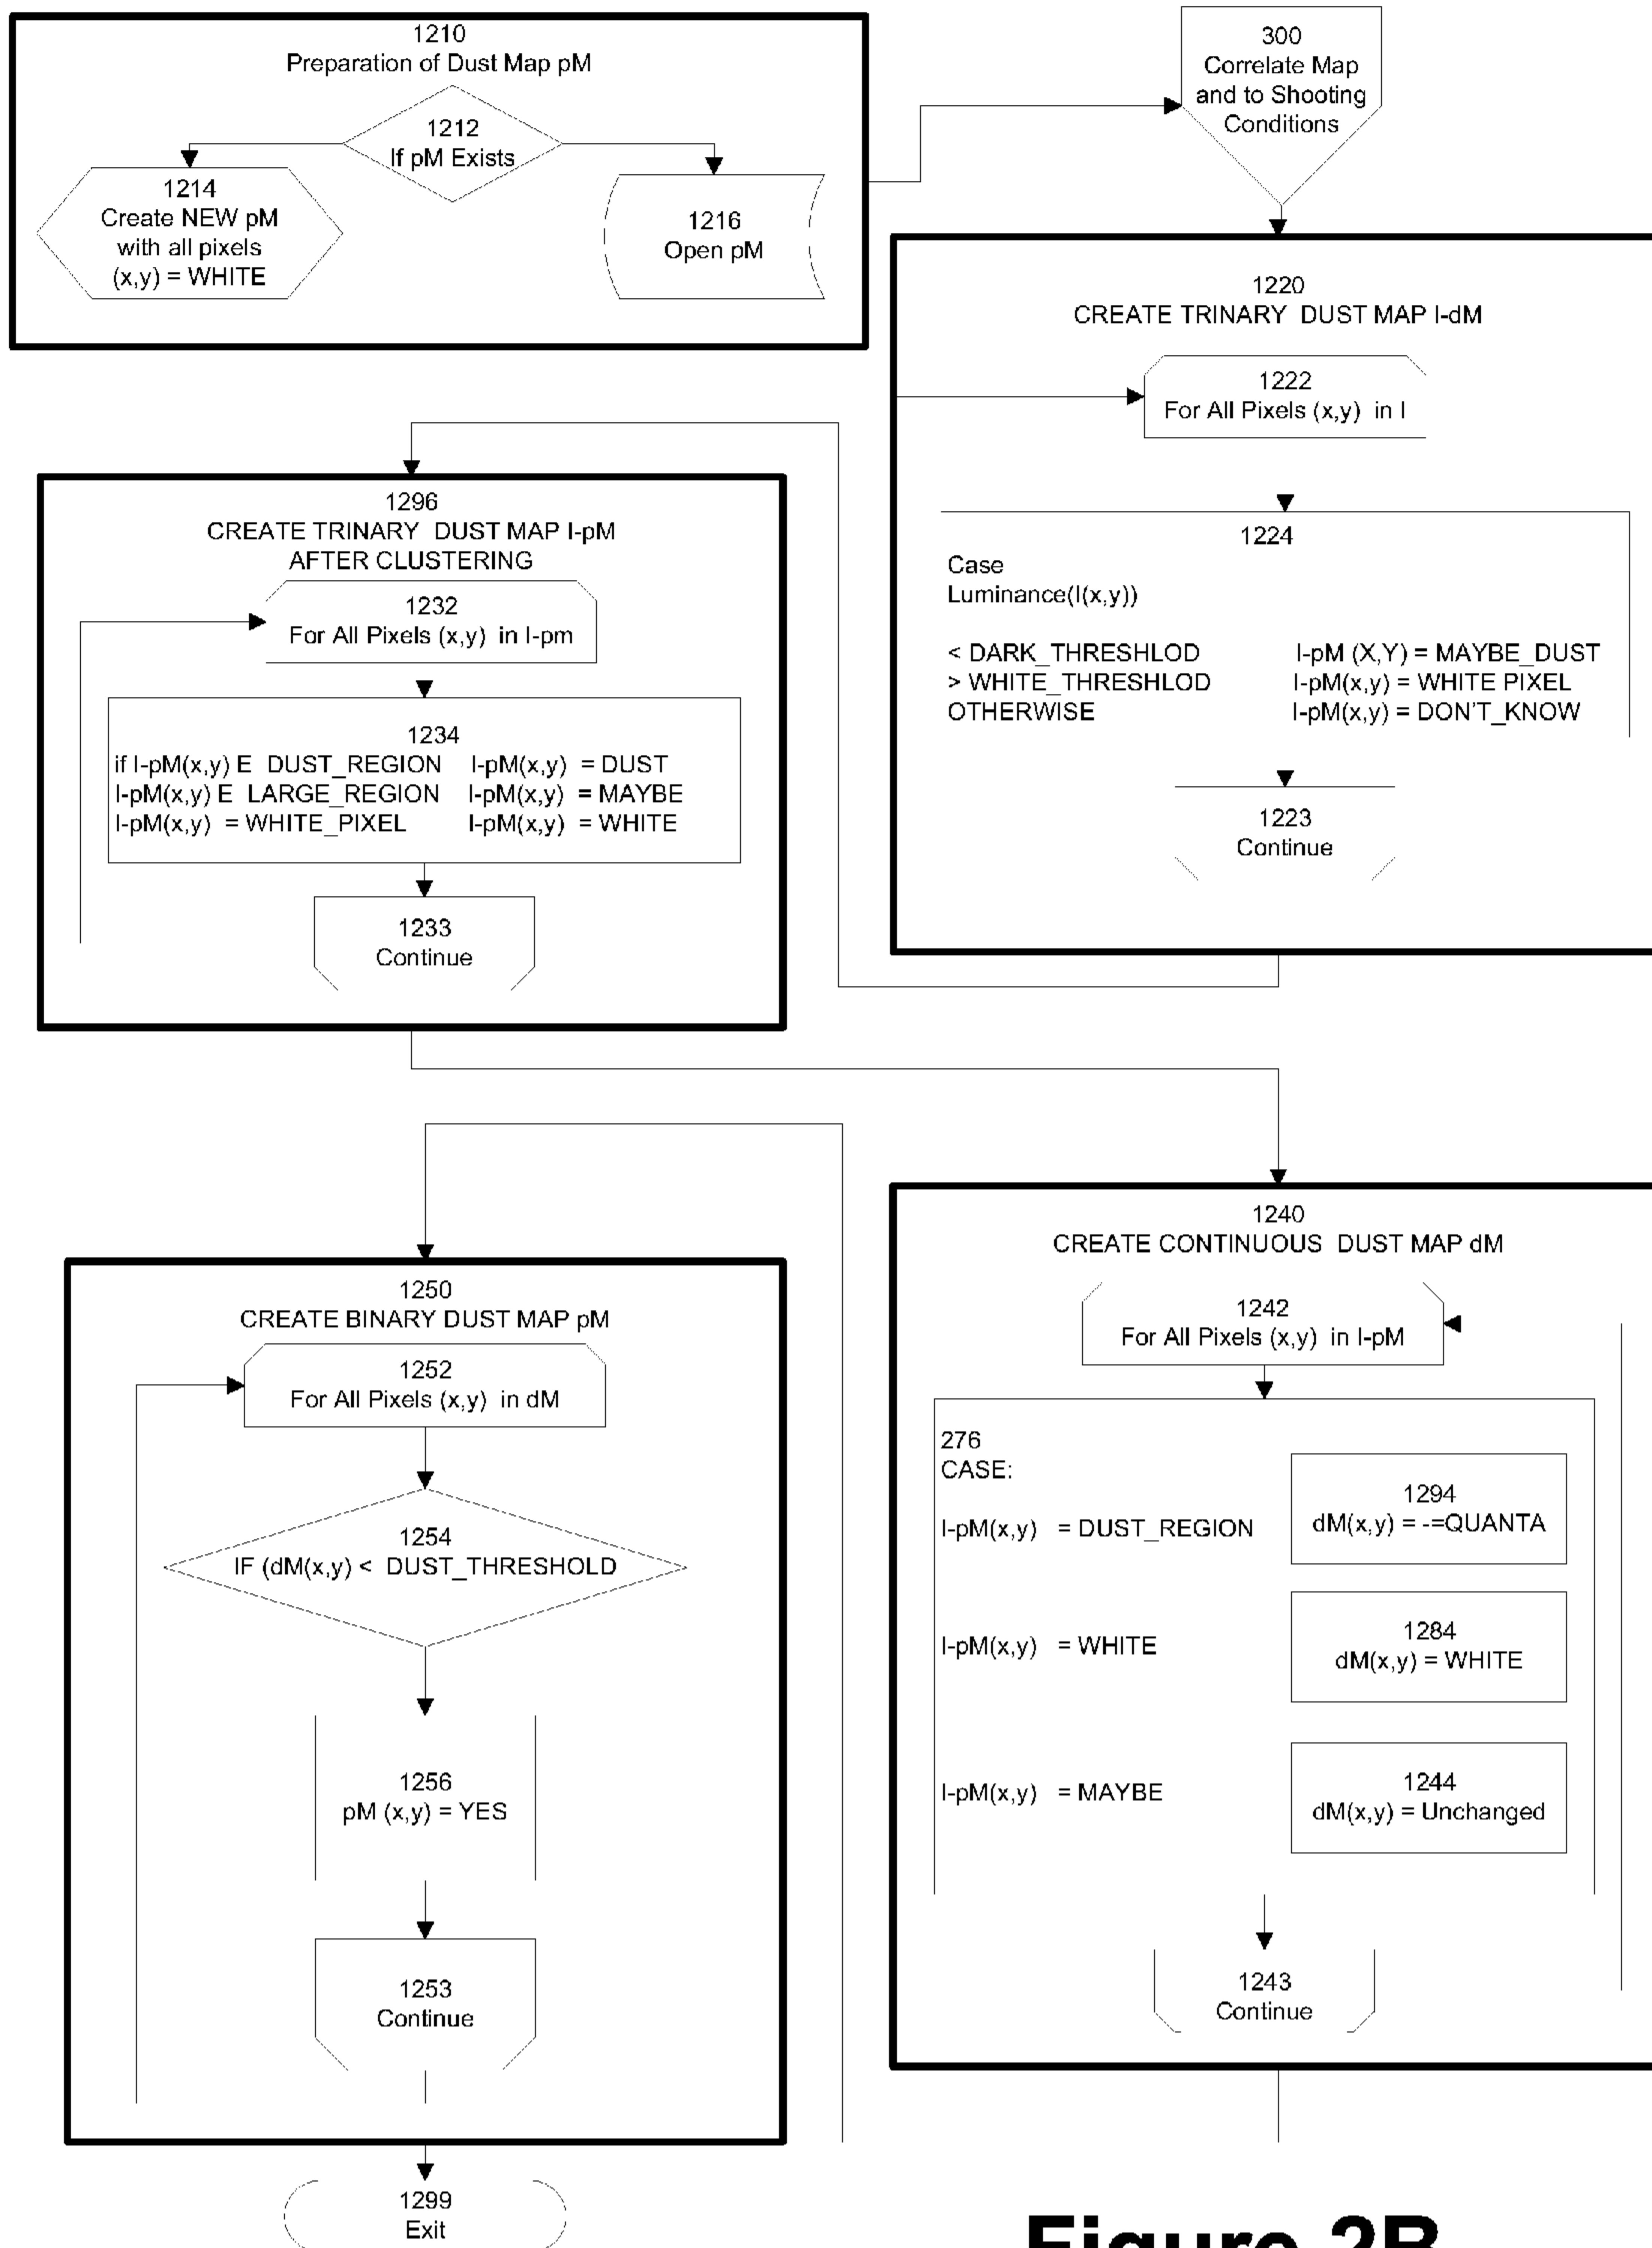 1210
Preparation of Dust Map pM
1212
If pM Exists
1214
Create NEW pM
with all pixels
(x,y) = WHITE
1216
Open pM
300
Correlate Map
and to Shooting
Conditions
1220
CREATE TRINARY DUST MAP I-dM
1222
For All Pixels (x,y) in I
1224
Case
Luminance(I(x,y))
< DARK_THRESHLOD I-pM (X,Y) = MAYBE_DUST
> WHITE_THRESHLOD I-pM(x,y) = WHITE PIXEL
OTHERWISE I-pM(x,y) = DON'T_KNOW
1223
Continue
1296
CREATE TRINARY DUST MAP I-pM
AFTER CLUSTERING
1232
For All Pixels (x,y) in I-pm
1234
if I-pM(x,y) E DUST_REGION I-pM(x,y) = DUST
I-pM(x,y) E LARGE_REGION I-pM(x,y) = MAYBE
I-pM(x,y) = WHITE_PIXEL I-pM(x,y) = WHITE
1233
Continue
1240
CREATE CONTINUOUS DUST MAP dM
1242
For All Pixels (x,y) in I-pM
276
CASE:
I-pM(x,y) = DUST_REGION
1294
dM(x,y) = -=QUANTA
I-pM(x,y) = WHITE
1284
dM(x,y) = WHITE
I-pM(x,y) = MAYBE
1244
dM(x,y) = Unchanged
1243
Continue
1250
CREATE BINARY DUST MAP pM
1252
For All Pixels (x,y) in dM
1254
IF (dM(x,y) < DUST_THRESHOLD
1256
pM (x,y) = YES
1253
Continue
1299
Exit
Figure 2B